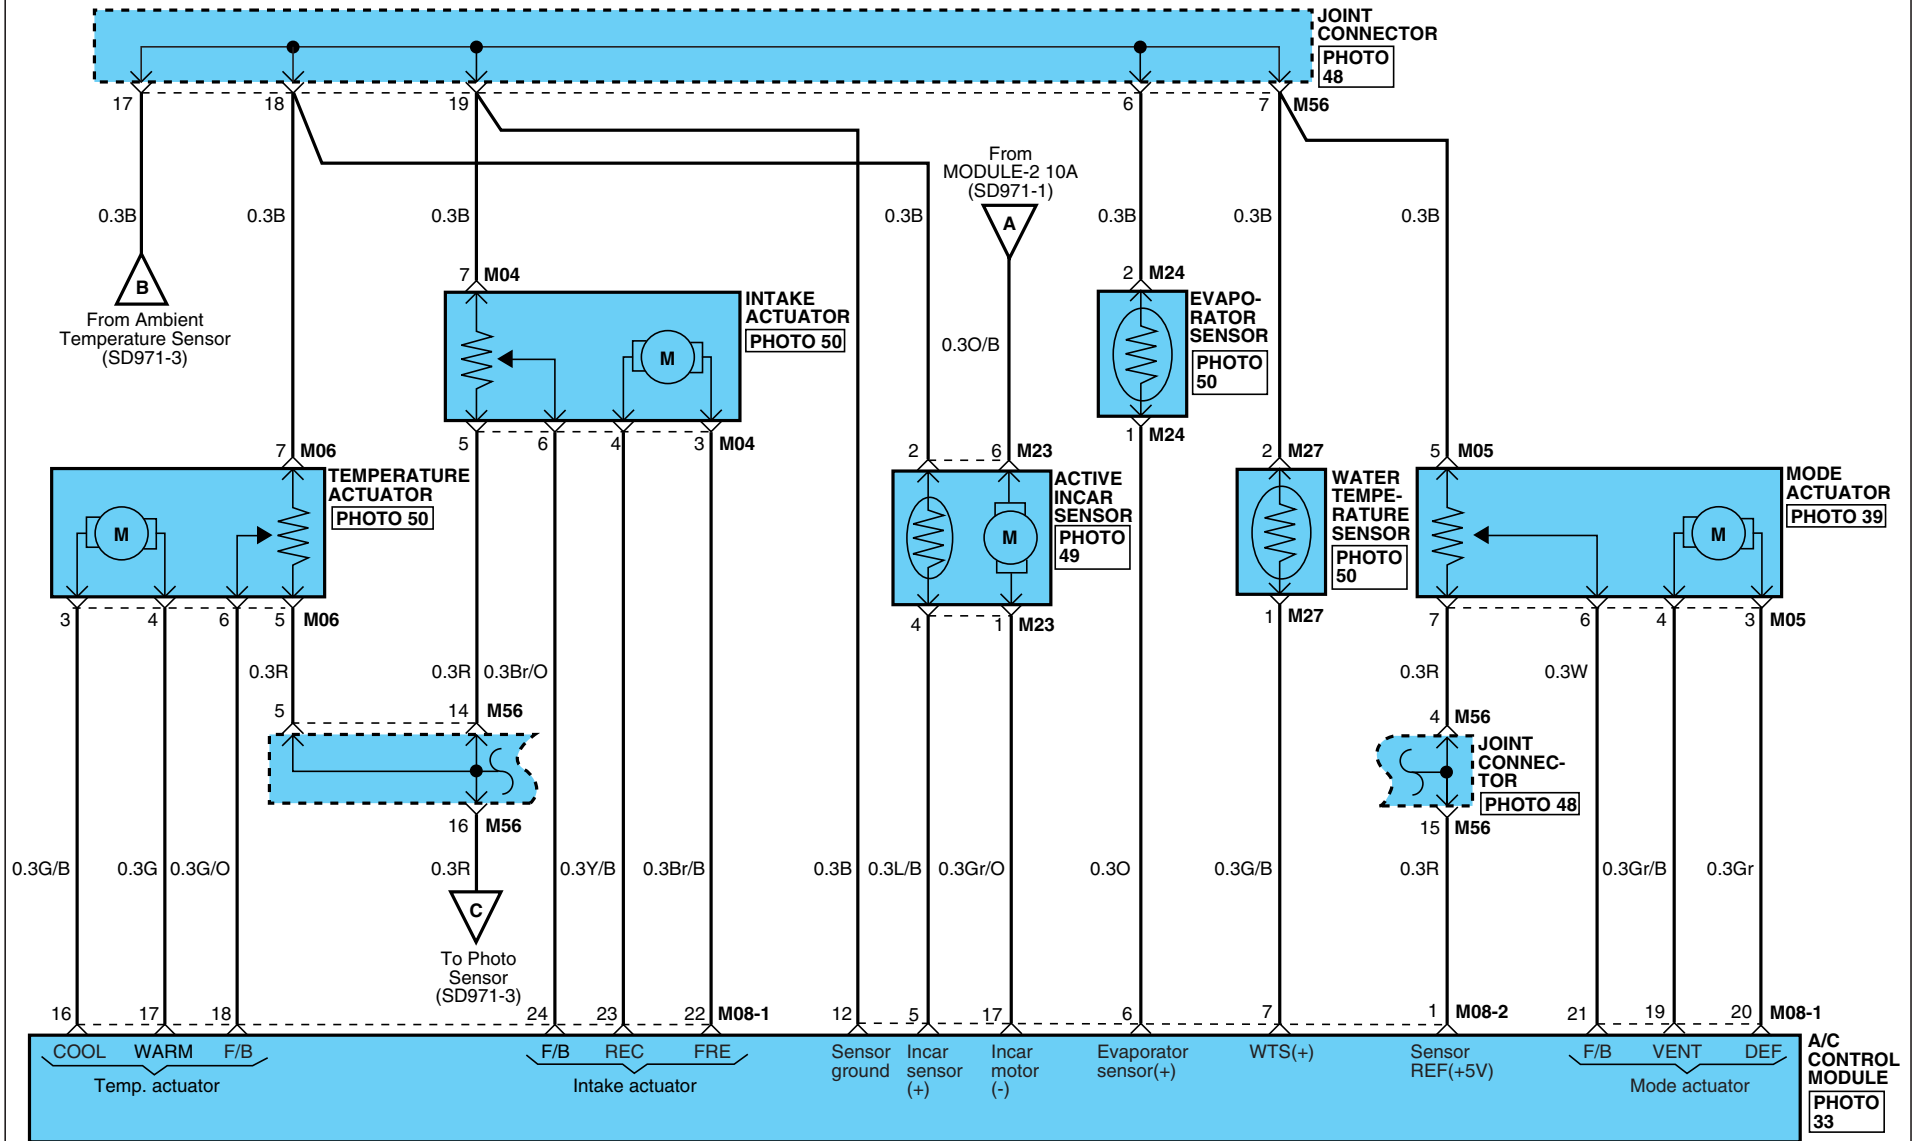 JOINT
CONNECTOR
PHOTO
48
17
18
19
6
7
M56
From
MODULE-2 10A
(SD971-1)
A
0.3B
0.3B
0.3B
0.3B
0.3B
0.3B
0.3B
B
From Ambient
Temperature Sensor
(SD971-3)
7
M04
INTAKE
ACTUATOR
PHOTO 50
M
5
6
4
3
M04
0.3O/B
2
M24
EVAPO-
RATOR
SENSOR
PHOTO
50
1
M24
7
M06
TEMPERATURE
ACTUATOR
PHOTO 50
M
3
4
6
5
M06
2
6
M23
ACTIVE
INCAR
SENSOR
PHOTO
49
M
4
1
M23
2
M27
WATER
TEMPE-
RATURE
SENSOR
PHOTO
50
1
M27
5
M05
MODE
ACTUATOR
PHOTO 39
M
7
6
4
3
M05
0.3R
0.3R
0.3Br/O
0.3R
0.3W
5
14
M56
4
M56
JOINT
CONNEC-
TOR
PHOTO 48
16
M56
15
M56
0.3G/B
0.3G
0.3G/O
0.3R
0.3Y/B
0.3Br/B
0.3B
0.3L/B
0.3Gr/O
0.3O
0.3G/B
0.3R
0.3Gr/B
0.3Gr
C
To Photo
Sensor
(SD971-3)
16
17
18
24
23
22
M08-1
12
5
17
6
7
1
M08-2
21
19
20
M08-1
COOL
WARM
F/B
Temp. actuator
F/B
REC
FRE
Intake actuator
Sensor
ground
Incar
sensor
(+)
Incar
motor
(-)
Evaporator
sensor(+)
WTS(+)
Sensor
REF(+5V)
F/B
VENT
DEF
Mode actuator
A/C
CONTROL
MODULE
PHOTO
33